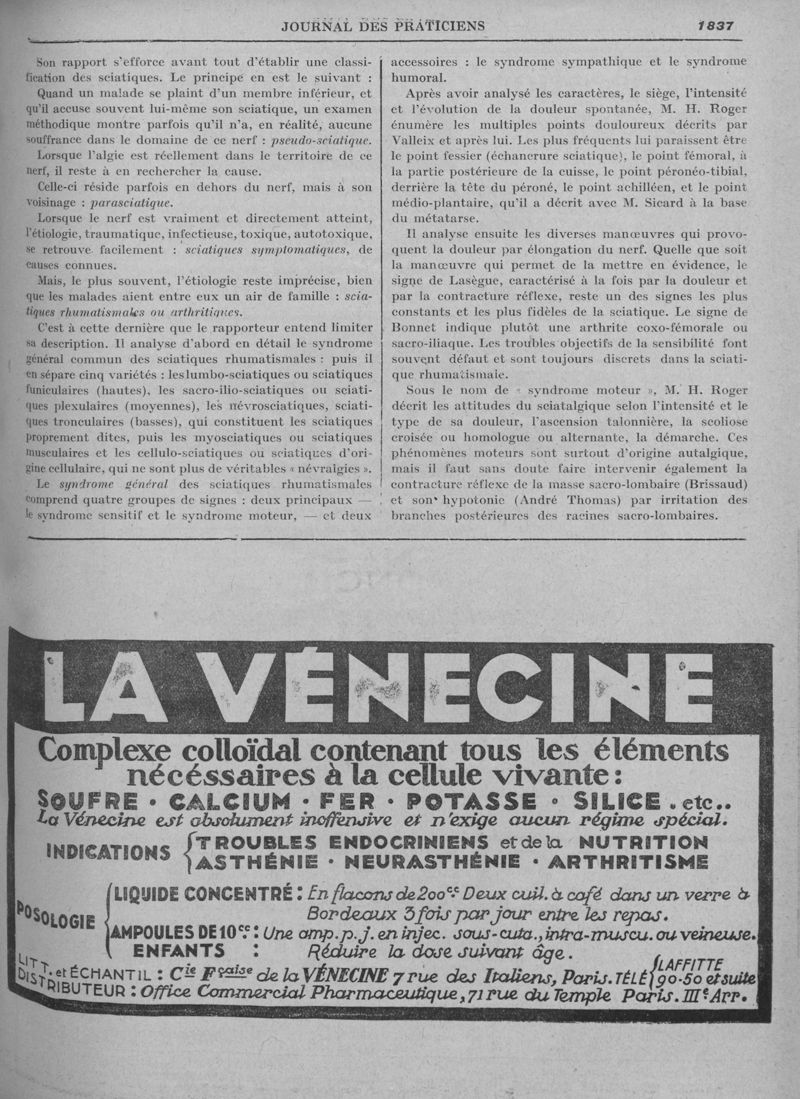 JOURNAL DES PRATICIENS 1837
Son rapport s'efforce avant tout d'établir une classi-
fication des sciatiques. Le principe en est le suivant :
Quand un malade se plaint d'un membre inférieur, et
qu'il accuse souvent lui-même son sciatique, un examen
méthodique montre parfois qu'il n'a, en réalité, aucune
souffrance dans le domaine de ce nerf : pseudo-sciatique.
Lorsque l'algie est réellement dans le territoire de ce
nerf, il reste à en rechercher la cause.
Celle-ci réside parfois en dehors du nerf, mais à son
voisinage : parasciatique.
Lorsque le nerf est vraiment et directement atteint,
l'étiologie, traumatique, infectieuse, toxique, autotoxique,
se retrouve facilement : sciatiques symptomatiques, de
causes connues.
Mais, le plus souvent, l'étiologie reste imprécise, bien
que les malades aient entre eux un air de famille : scia-
tiques rhumatismales ou arthritiques.
C'est à cette dernière que le rapporteur entend limiter
sa description. Il analyse d'abord en détail le syndrome
général commun des sciatiques rhumatismales : puis il
en sépare cinq variétés : les lumbo-sciatiques ou sciatiques
funiculaires (hautes), les sacro-ilio-sciatiques ou sciati-
ques plexulaires (moyennes), les névrosciatiques, sciati-
ques tronculaires (basses), qui constituent les sciatiques
proprement dites, puis les myosciatiques ou sciatiques
musculaires et les cellulo-sciatiques ou sciatiques d'ori-
gine cellulaire, qui ne sont plus de véritables « névralgies ».
Le syndrome général des sciatiques rhumatismales
comprend quatre groupes de signes : deux principaux —
le syndrome sensitif et le syndrome moteur, — et deux
accessoires : le syndrome sympathique et le syndrome
humoral.
Après avoir analysé les caractères, le siège, l'intensité
et l'évolution de la douleur spontanée, M. H. Roger
énumère les multiples points douloureux décrits par
Valleix et après lui. Les plus fréquents lui paraissent être
le point fessier (échancrure sciatique), le point fémoral, à
la partie postérieure de la cuisse, le point péronéo-tibial,
derrière la tête du péroné, le point achilléen, et le point
médio-plantaire, qu'il a décrit avec M. Sicard à la base
du métatarse.
Il analyse ensuite les diverses manœuvres qui provo-
quent la douleur par élongation du nerf. Quelle que soit
la manœuvre qui permet de la mettre en évidence, le
signe de Lasègue, caractérisé à la fois par la douleur et
par la contracture réflexe, reste un des signes les plus
constants et les plus fidèles de la sciatique. Le signe de
Bonnet indique plutôt une arthrite coxo-fémorale ou
sacro-iliaque. Les troubles objectifs de la sensibilité font
souvent défaut et sont toujours discrets dans la sciati-
que rhumatismale.
Sous le nom de « syndrome moteur », M. H. Roger
décrit les attitudes du sciatalgique selon l'intensité et le
type de sa douleur, l'ascension talonnière, la scoliose
croisée ou homologue ou alternante, la démarche. Ces
phénomènes moteurs sont surtout d'origine autalgique,
mais il faut sans doute faire intervenir également la
contracture réflexe de la masse sacro-lombaire (Brissaud)
et son hypotonie (André Thomas) par irritation des
branches postérieures des racines sacro-lombaires.
LA VÉNECINE
Complexe colloïdal contenant tous les éléments
nécéssaires à la cellule vivante :
SOUFRE • CALCIUM • FER • POTASSE • SILICE . etc..
La Vénecine est absolument inoffensive et n'exige aucun régime spécial.
INDICATIONS { TROUBLES ENDOCRINIENS et de la NUTRITION
ASTHÉNIE • NEURASTHÉNIE • ARTHRITISME
POSOLOGIE { LIQUIDE CONCENTRÉ : En flacons de 200 c.c. Deux cuil. à café dans un verre à
Bordeaux 3 fois par jour entre les repas.
AMPOULES DE 10 c.c. : Une amp. p. j. en injec. sous-cuta., intra-muscu. ou veineuse.
ENFANTS : Réduire la dose suivant âge.
LITT. et ÉCHANTIL : Cie Fçaise de la VÉNECINE 7 rue des Italiens, Paris. TÉLÉ { LAFFITTE 90-50 et suite
DISTRIBUTEUR : Office Commercial Pharmaceutique, 71 rue du Temple Paris. IIIe Arr.